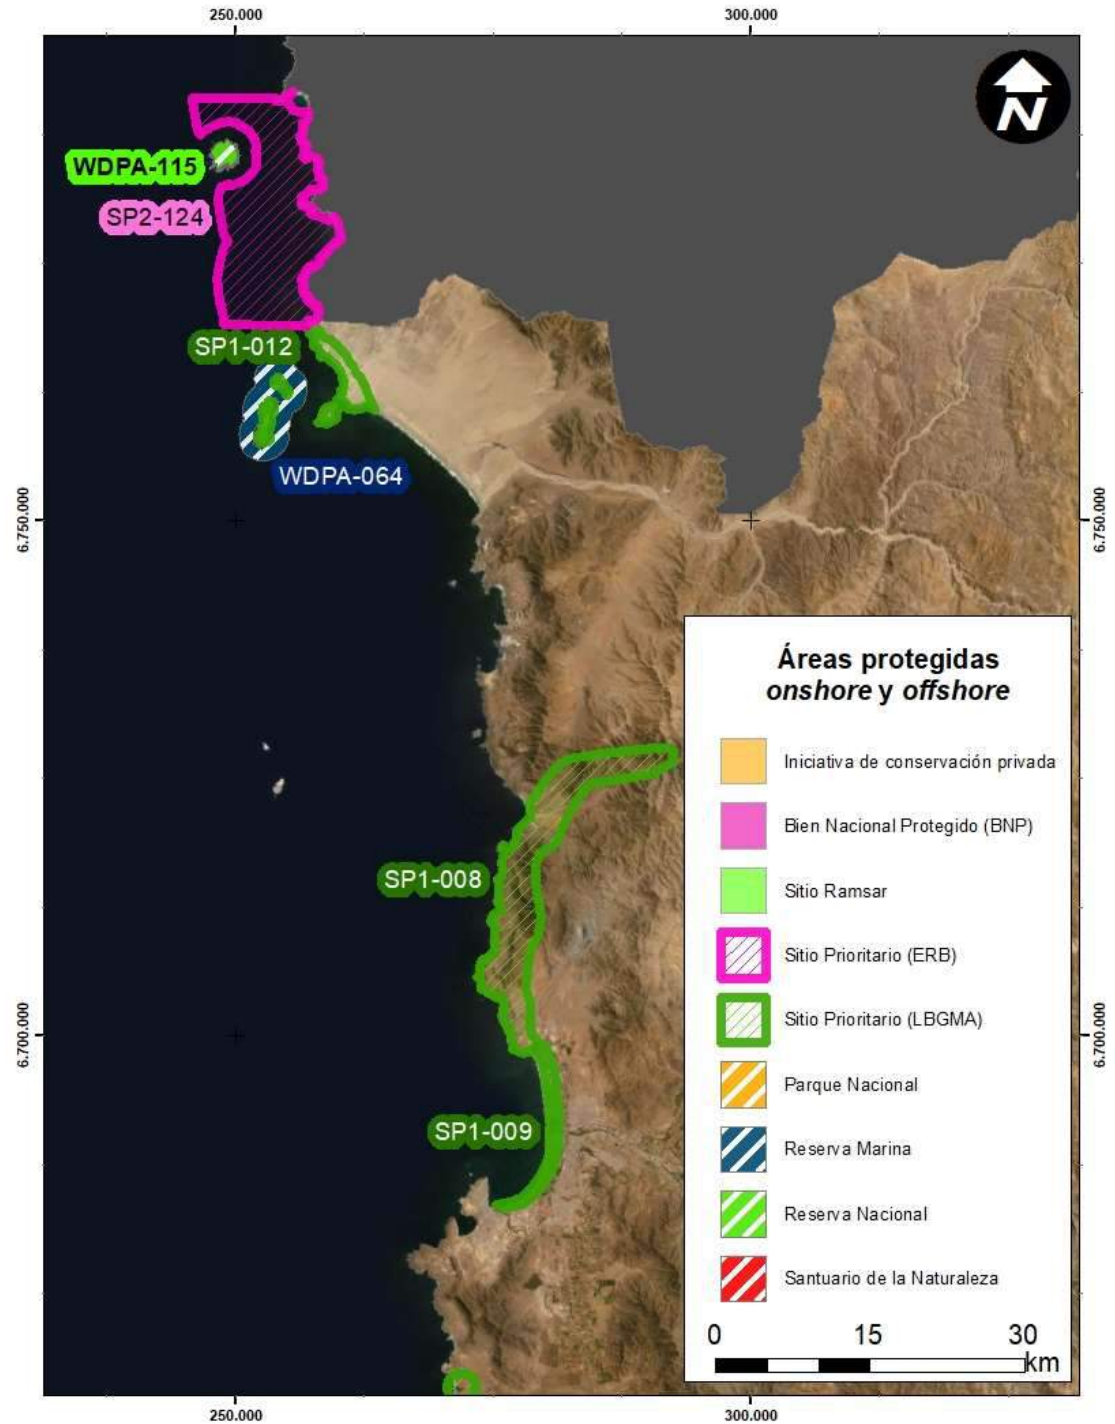 250.000
300.000
N
WDPA-115
SP2-124
SP1-012
WDPA-064
6.750.000
6.750.000
Áreas protegidas
onshore y offshore
Iniciativa de conservación privada
Bien Nacional Protegido (BNP)
Sitio Ramsar
SP1-008
Sitio Prioritario (ERB)
Sitio Prioritario (LBGMA)
6.700.000
6.700.000
Parque Nacional
SP1-009
Reserva Marina
Reserva Nacional
Santuario de la Naturaleza
0 15 30
km
250.000
300.000